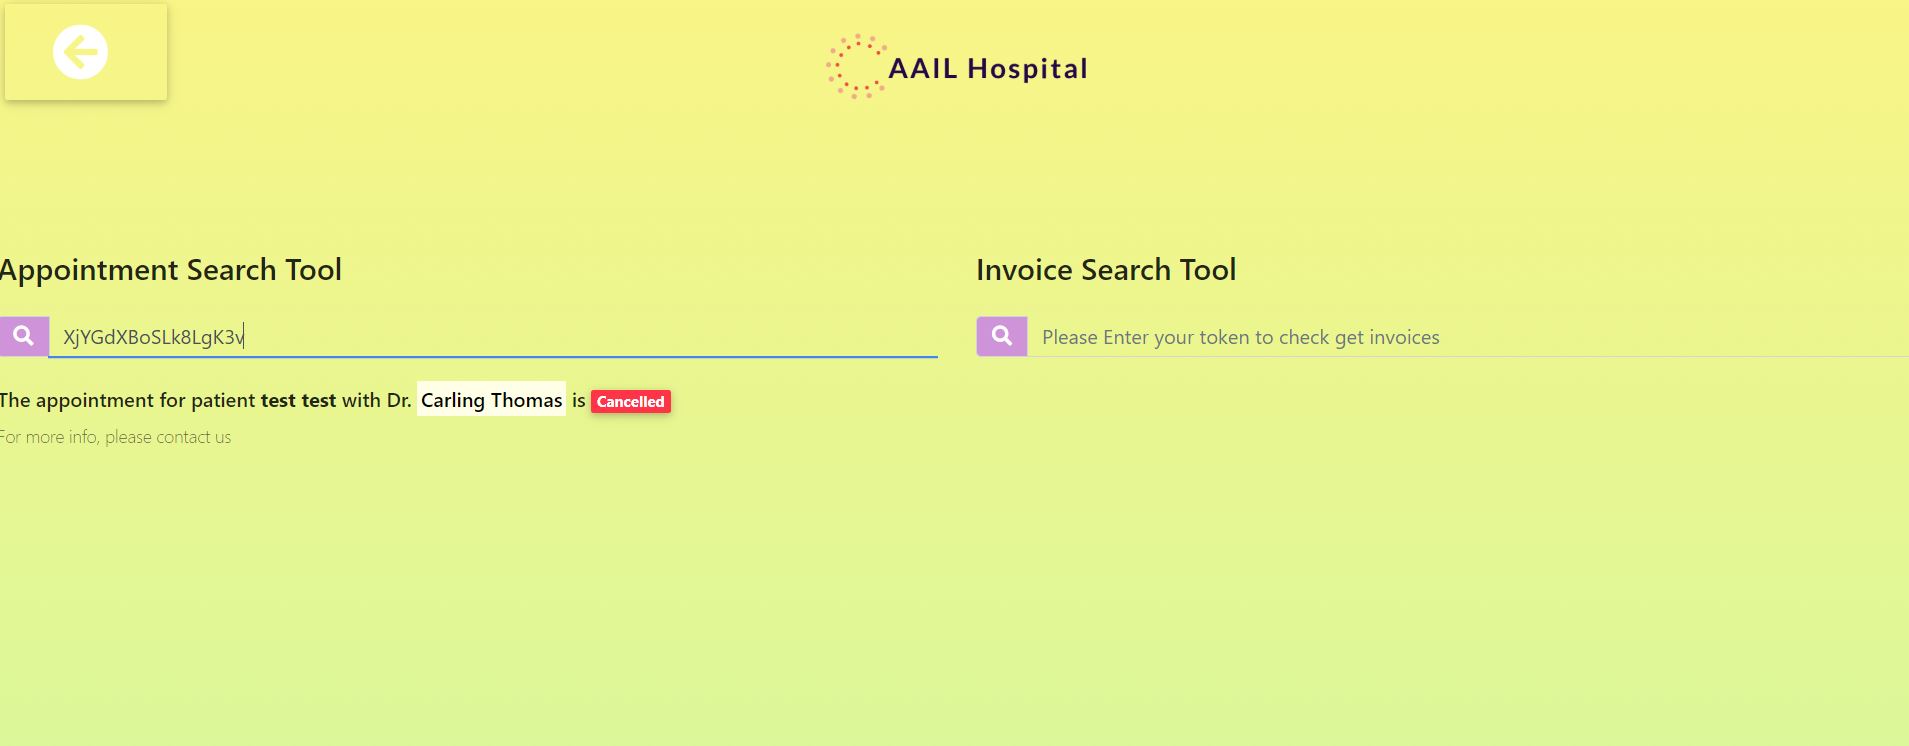 AAIL Hospital
Appointment Search Tool
XjYGdXBoSLk8LgK3v
The appointment for patient test test with Dr. Carling Thomas is Cancelled
For more info, please contact us
Invoice Search Tool
Please Enter your token to check get invoices